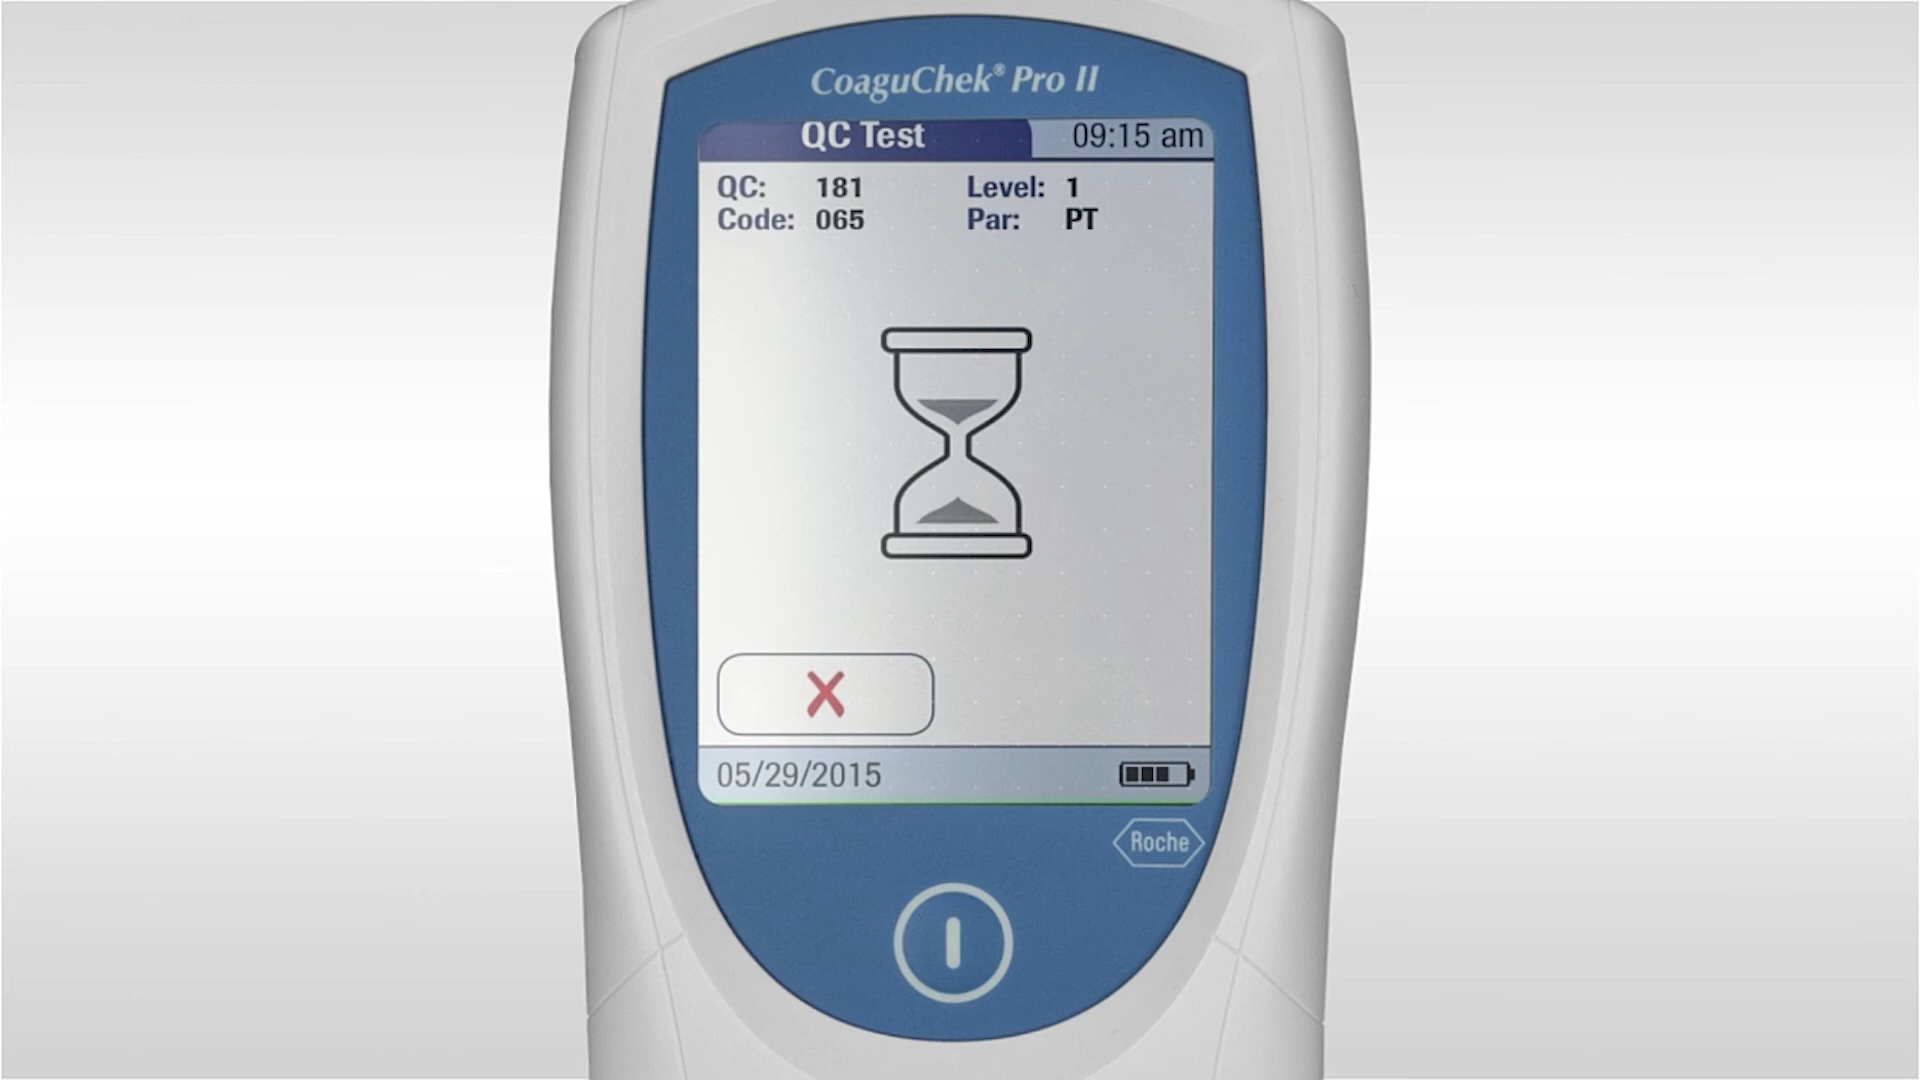 CoaguChek® Pro II
QC Test 09:15 am
QC: 181 Level: 1
Code: 065 Par: PT
05/29/2015
Roche